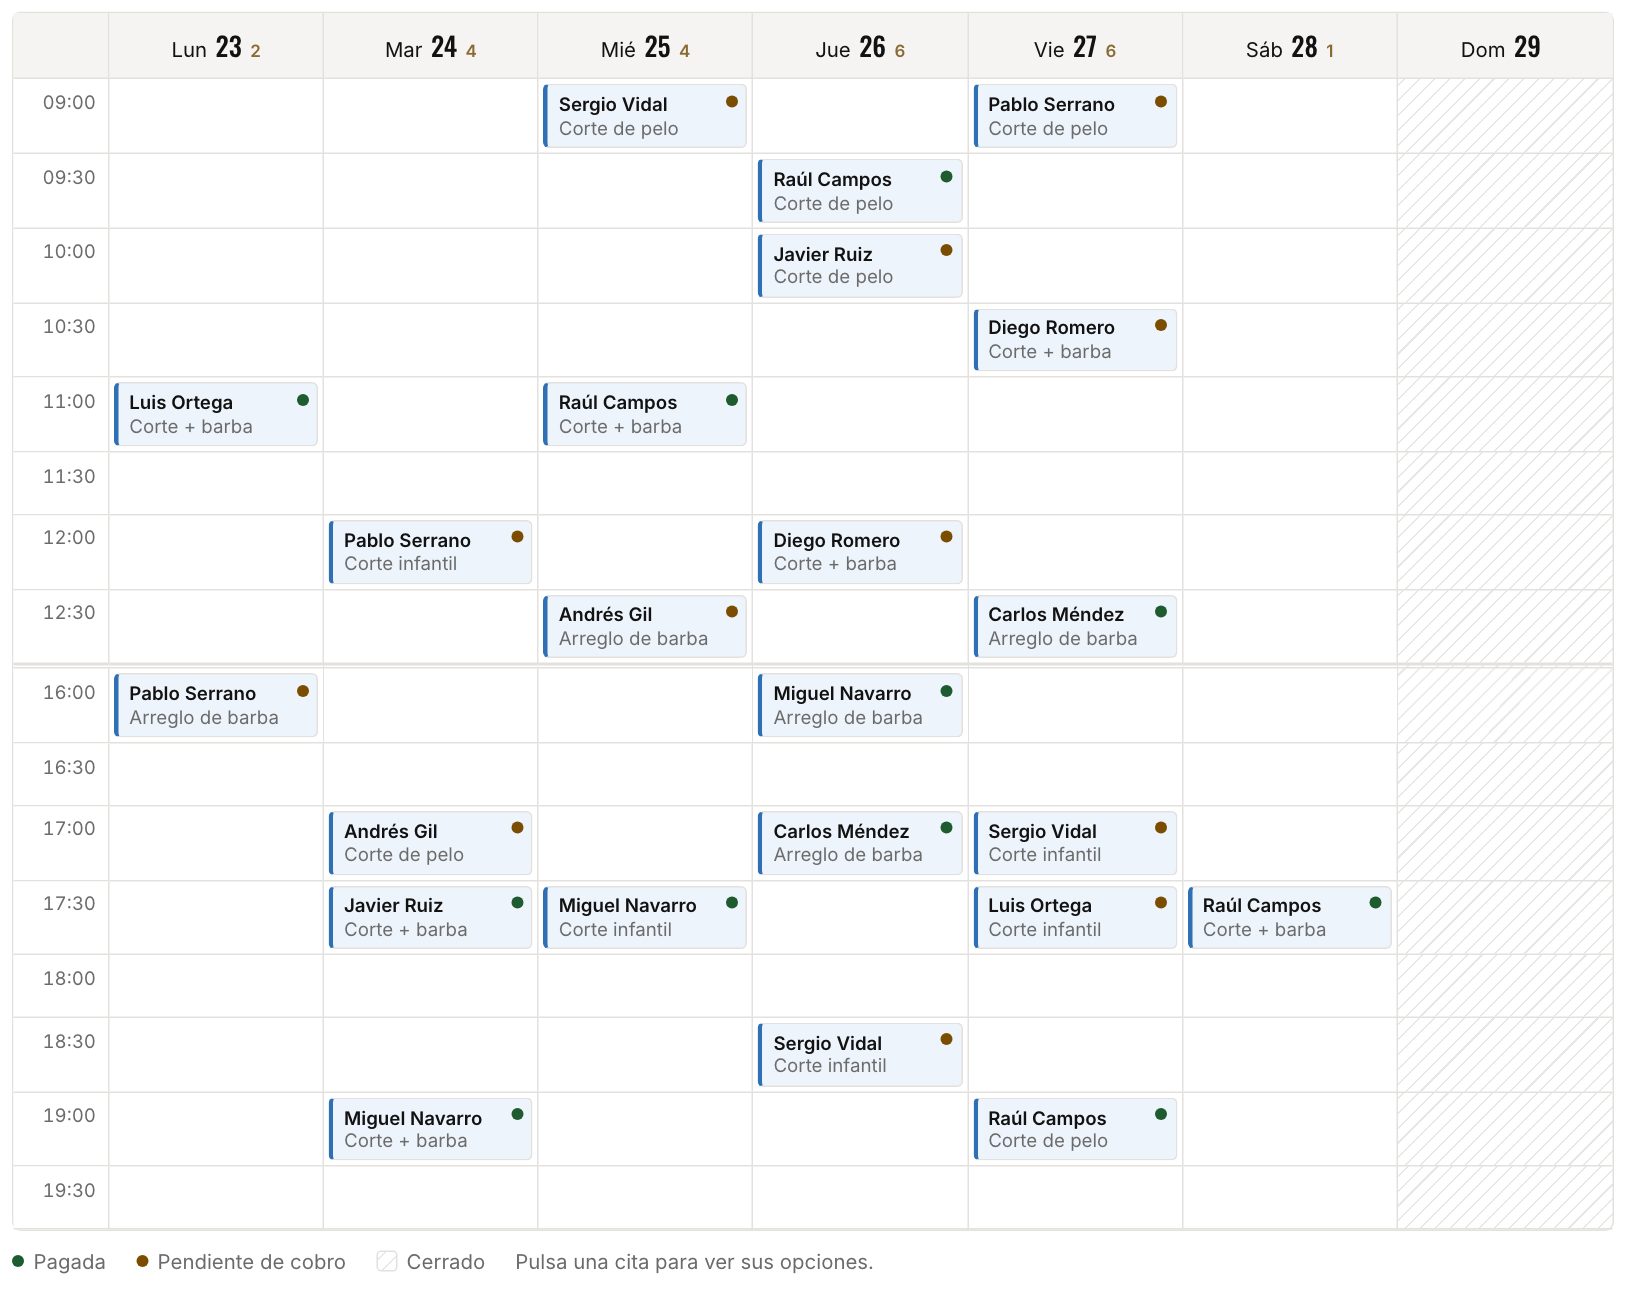 Lun 23 2 Mar 24 4 Mié 25 4 Jue 26 6 Vie 27 6 Sáb 28 1 Dom 29
09:00
Sergio Vidal
Corte de pelo
Pablo Serrano
Corte de pelo
09:30
Raúl Campos
Corte de pelo
10:00
Javier Ruiz
Corte de pelo
10:30
Diego Romero
Corte + barba
11:00
Luis Ortega
Corte + barba
Raúl Campos
Corte + barba
11:30
12:00
Pablo Serrano
Corte infantil
Diego Romero
Corte + barba
12:30
Andrés Gil
Arreglo de barba
Carlos Méndez
Arreglo de barba
16:00
Pablo Serrano
Arreglo de barba
Miguel Navarro
Arreglo de barba
16:30
17:00
Andrés Gil
Corte de pelo
Carlos Méndez
Arreglo de barba
Sergio Vidal
Corte infantil
17:30
Javier Ruiz
Corte + barba
Miguel Navarro
Corte infantil
Luis Ortega
Corte infantil
Raúl Campos
Corte + barba
18:00
18:30
Sergio Vidal
Corte infantil
19:00
Miguel Navarro
Corte + barba
Raúl Campos
Corte de pelo
19:30
Pagada Pendiente de cobro Cerrado Pulsa una cita para ver sus opciones.